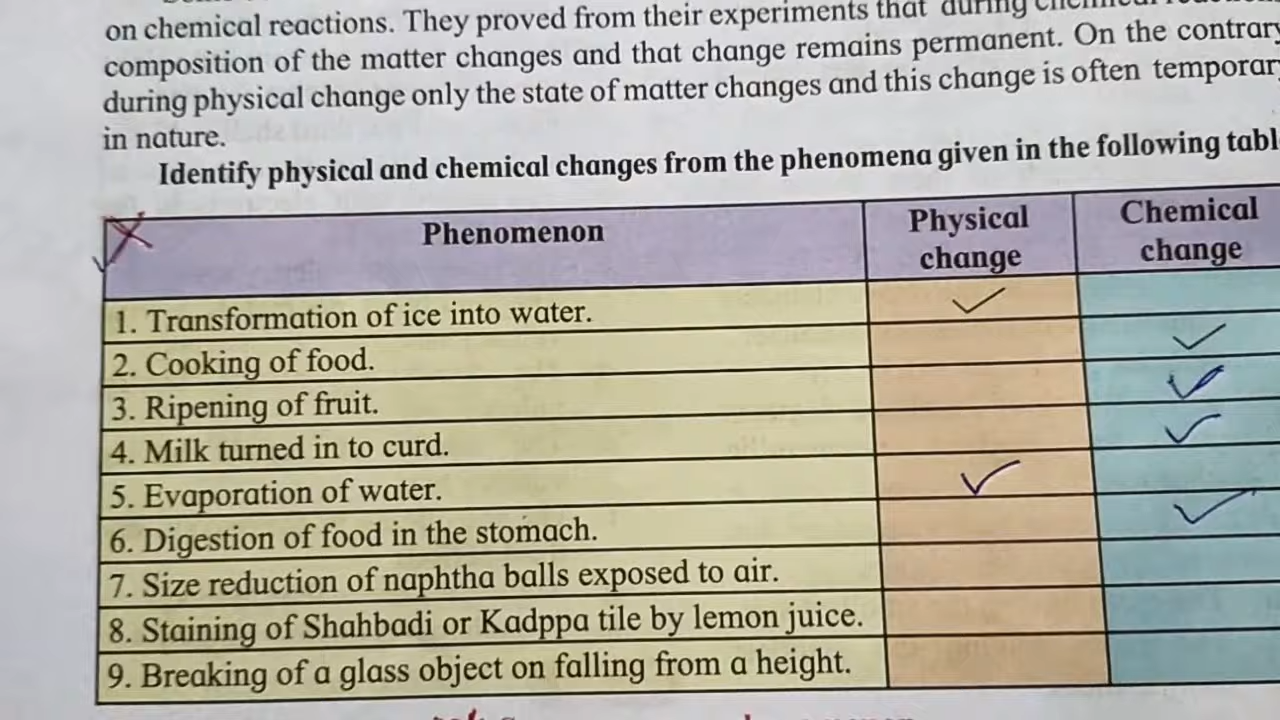 on chemical reactions. They proved from their experiments that during
composition of the matter changes and that change remains permanent. On the contrary
during physical change only the state of matter changes and this change is often temporary
in nature.
Identify physical and chemical changes from the phenomena given in the following
Phenomenon Physical change Chemical change
1. Transformation of ice into water. ✓
2. Cooking of food. ✓
3. Ripening of fruit. ✓
4. Milk turned in to curd. ✓
5. Evaporation of water. ✓
6. Digestion of food in the stomach. ✓
7. Size reduction of naphtha balls exposed to air.
8. Staining of Shahbadi or Kadppa tile by lemon juice.
9. Breaking of a glass object on falling from a height.